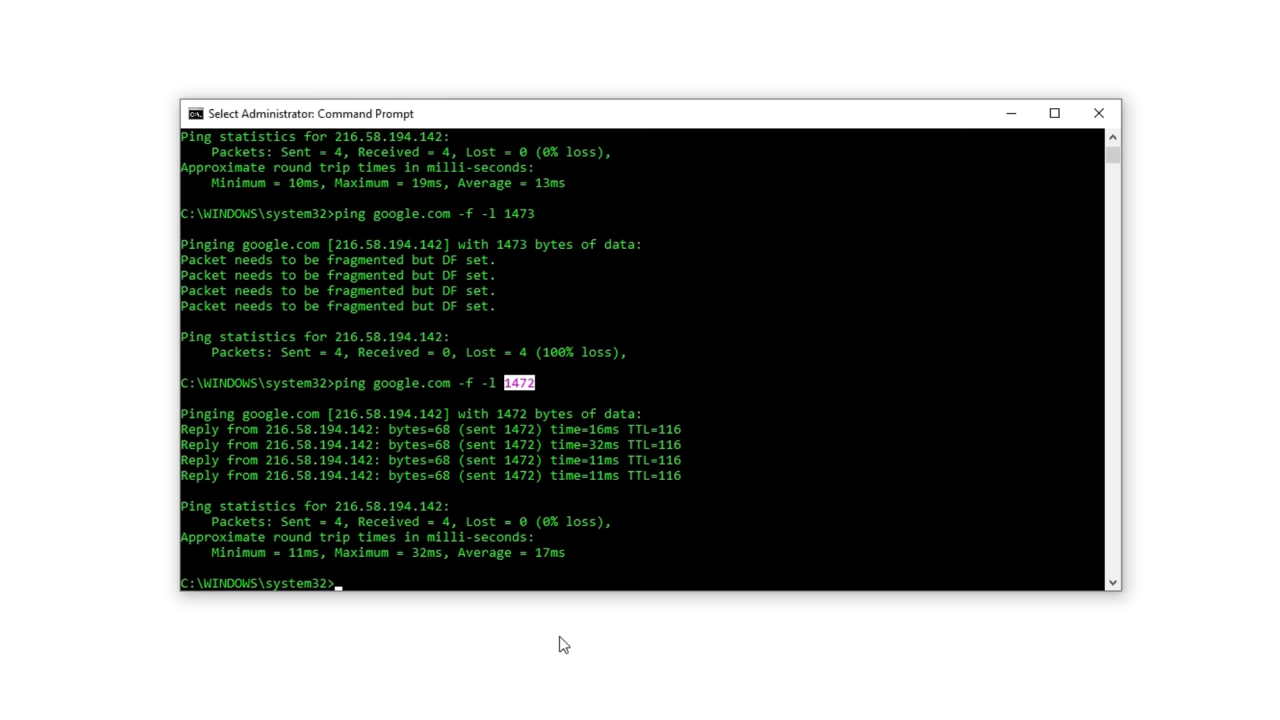 Select Administrator: Command Prompt
Ping statistics for 216.58.194.142:
Packets: Sent = 4, Received = 4, Lost = 0 (0% loss),
Approximate round trip times in milli-seconds:
Minimum = 10ms, Maximum = 19ms, Average = 13ms
C:\WINDOWS\system32>ping google.com -f -l 1473
Pinging google.com [216.58.194.142] with 1473 bytes of data:
Packet needs to be fragmented but DF set.
Packet needs to be fragmented but DF set.
Packet needs to be fragmented but DF set.
Packet needs to be fragmented but DF set.
Ping statistics for 216.58.194.142:
Packets: Sent = 4, Received = 0, Lost = 4 (100% loss),
C:\WINDOWS\system32>ping google.com -f -l 1472
Pinging google.com [216.58.194.142] with 1472 bytes of data:
Reply from 216.58.194.142: bytes=68 (sent 1472) time=16ms TTL=116
Reply from 216.58.194.142: bytes=68 (sent 1472) time=32ms TTL=116
Reply from 216.58.194.142: bytes=68 (sent 1472) time=11ms TTL=116
Reply from 216.58.194.142: bytes=68 (sent 1472) time=11ms TTL=116
Ping statistics for 216.58.194.142:
Packets: Sent = 4, Received = 4, Lost = 0 (0% loss),
Approximate round trip times in milli-seconds:
Minimum = 11ms, Maximum = 32ms, Average = 17ms
C:\WINDOWS\system32>